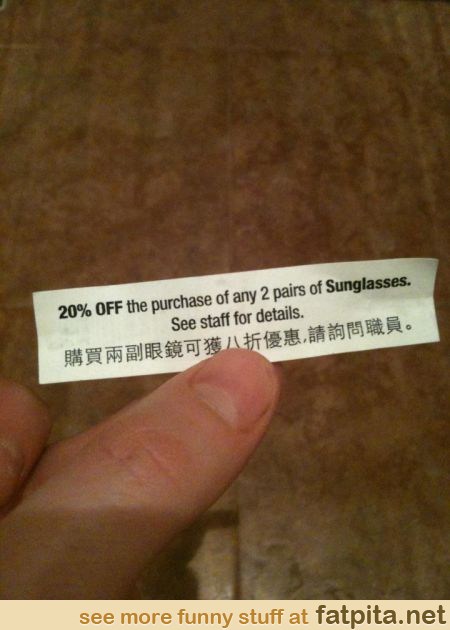 20% OFF the purchase of any 2 pairs of Sunglasses.
See staff for details.
購買兩副眼鏡可獲八折優惠,請詢問職員。
see more funny stuff at fatpita.net